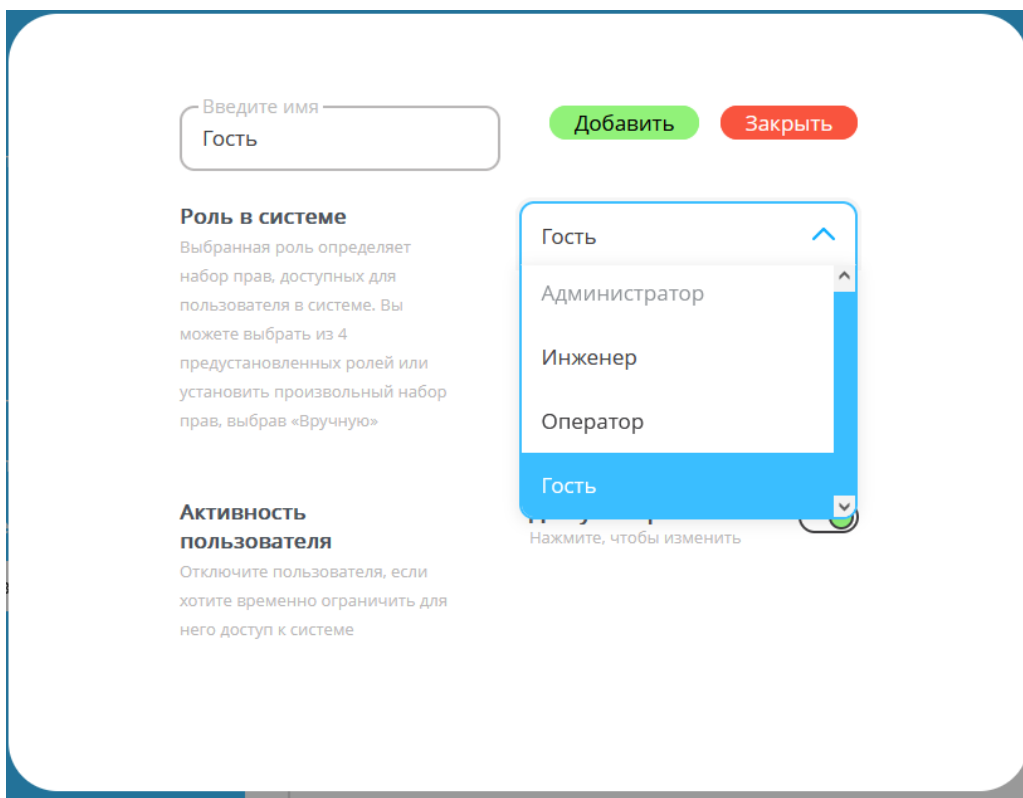 Введите имя
Гость
Добавить
Закрыть
Роль в системе
Выбранная роль определяет
набор прав, доступных для
пользователя в системе. Вы
можете выбрать из 4
предустановленных ролей или
установить произвольный набор
прав, выбрав «Вручную»
Гость
Администратор
Инженер
Оператор
Гость
Активность
пользователя
Отключите пользователя, если
хотите временно ограничить для
него доступ к системе
Нажмите, чтобы изменить